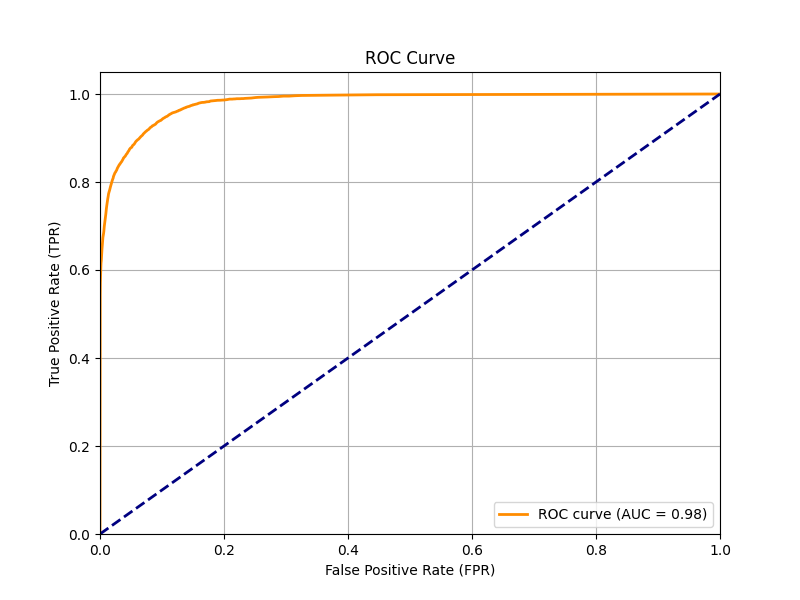 ROC Curve
1.0
0.8
0.6
0.4
0.2
0.0
True Positive Rate (TPR)
ROC curve (AUC = 0.98)
0.0 0.2 0.4 0.6 0.8 1.0
False Positive Rate (FPR)